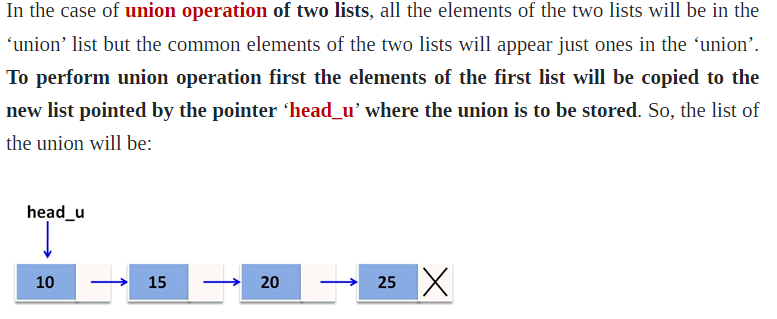 In the case of union operation of two lists, all the elements of the two lists will be in the
‘union’ list but the common elements of the two lists will appear just ones in the ‘union’.
To perform union operation first the elements of the first list will be copied to the
new list pointed by the pointer ‘head_u’ where the union is to be stored. So, the list of
the union will be:
head_u
10 15 20 25